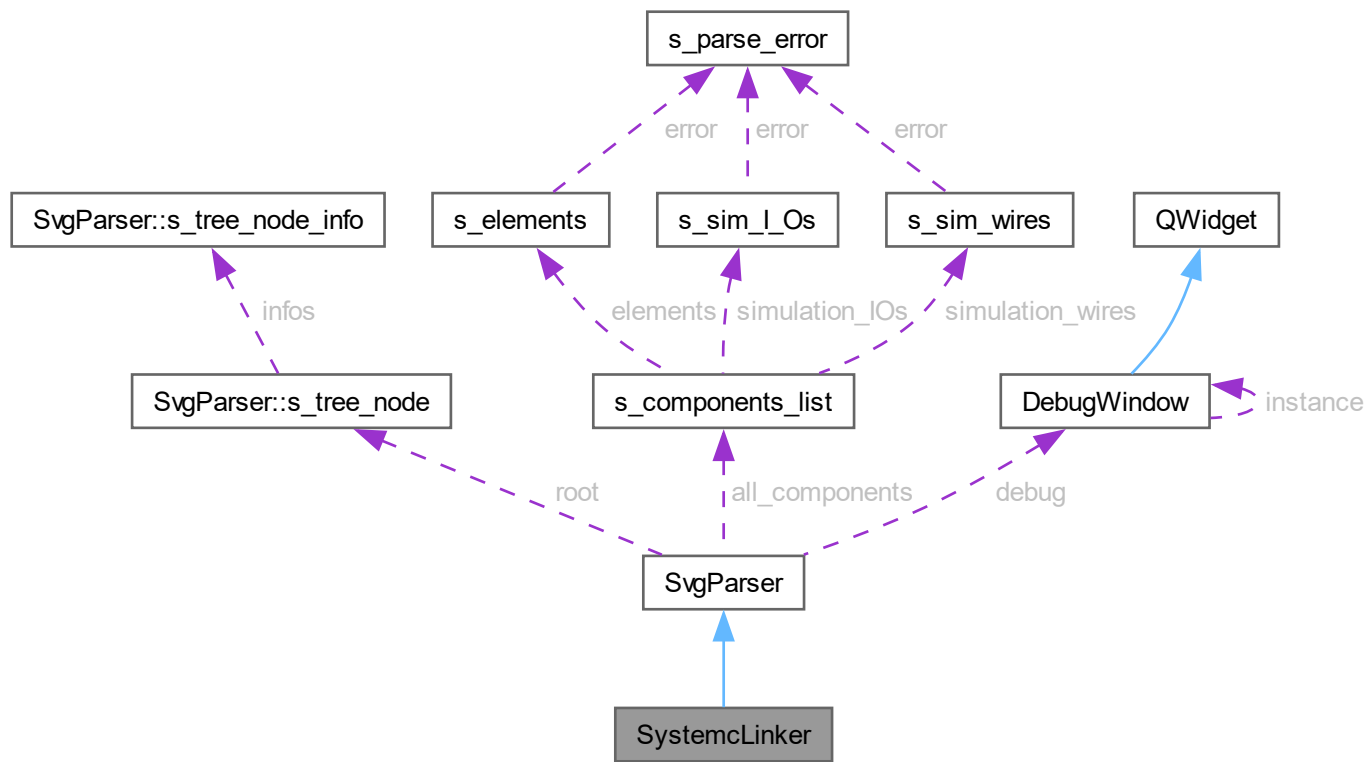 s_parse_error
error
error
error
SvgParser::s_tree_node_info
s_elements
s_sim_I_Os
s_sim_wires
QWidget
infos
elements
simulation_IOs
simulation_wires
SvgParser::s_tree_node
s_components_list
DebugWindow
instance
root
all_components
debug
SvgParser
SystemcLinker